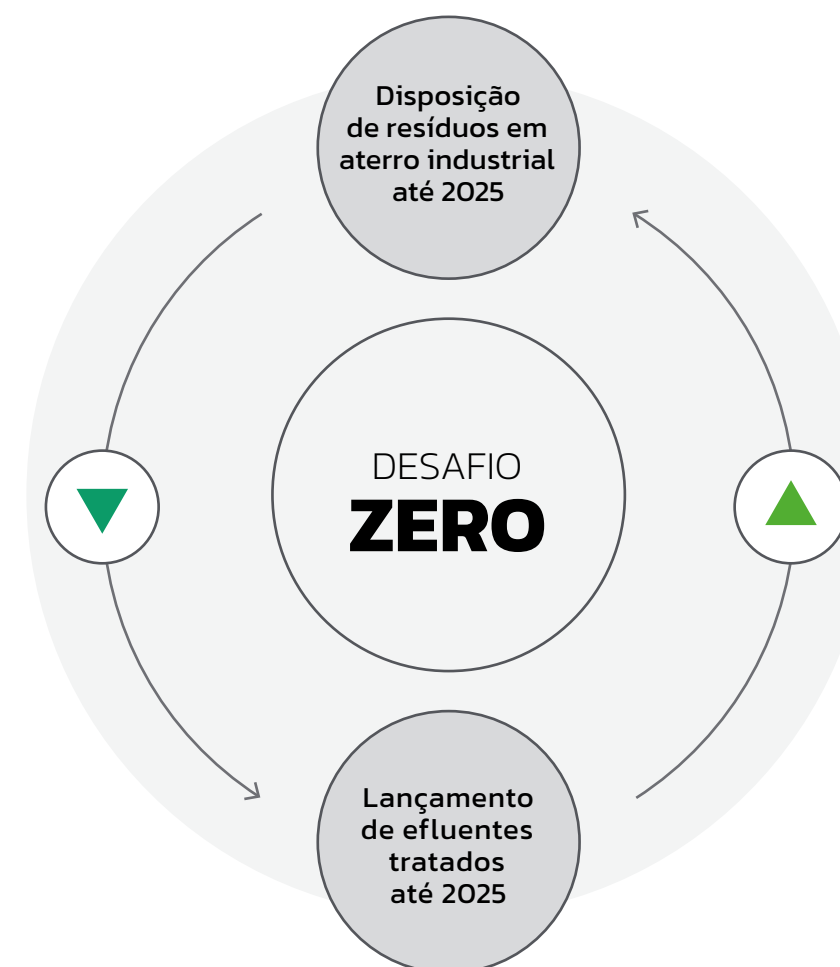 Disposição
de resíduos em
aterro industrial
até 2025
DESAFIO
ZERO
Lançamento
de efluentes
tratados
até 2025